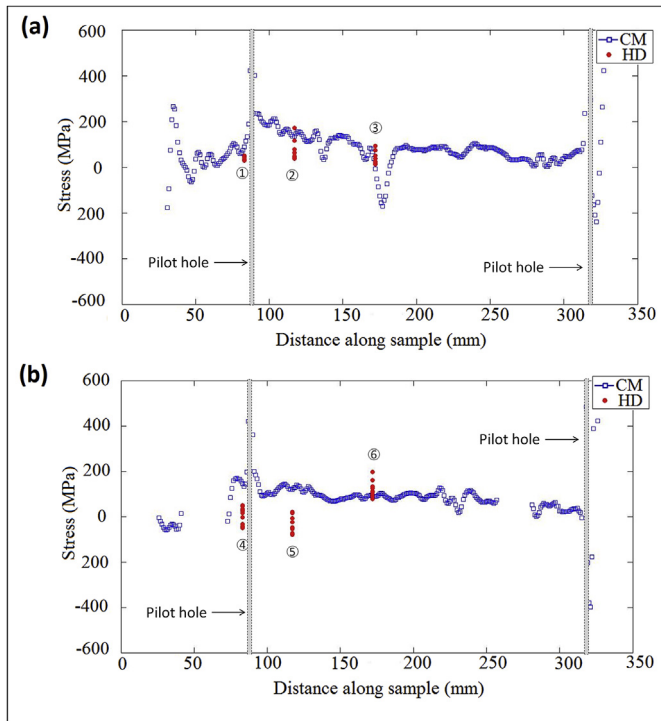 (a)
600
400
200
0
200
-400
-600
Stress (MPa)
CM
HD
①
②
③
Pilot hole
Pilot hole
0
50
100
150
200
250
300
350
Distance along sample (mm)
(b)
600
400
200
0
200
-400
-600
Stress (MPa)
CM
HD
④
⑤
⑥
Pilot hole
Pilot hole
0
50
100
150
200
250
300
350
Distance along sample (mm)